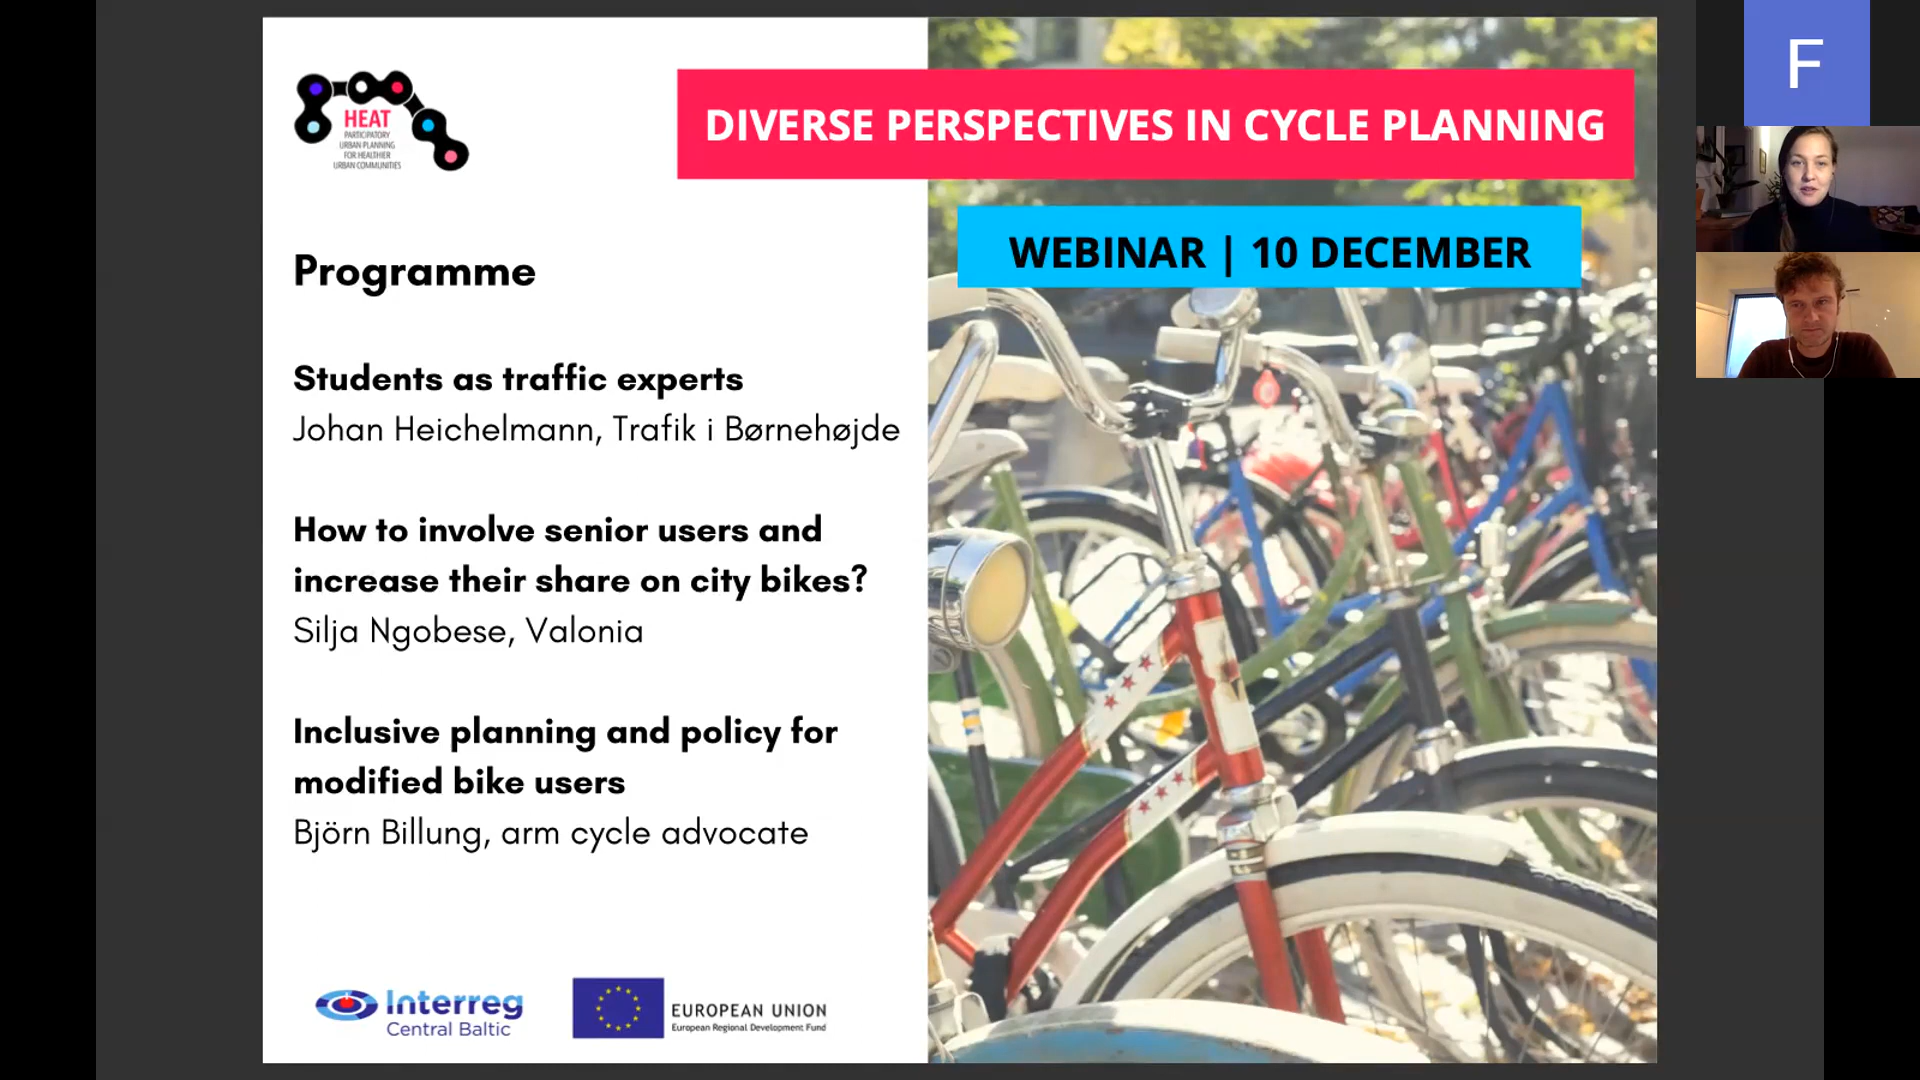 HEAT
PARTICIPATORY
URBAN PLANNING
FOR HEALTHIER
URBAN COMMUNITIES
DIVERSE PERSPECTIVES IN CYCLE PLANNING
WEBINAR | 10 DECEMBER
Programme
Students as traffic experts
Johan Heichelmann, Trafik i Børnehøjde
How to involve senior users and
increase their share on city bikes?
Silja Ngobese, Valonia
Inclusive planning and policy for
modified bike users
Björn Billung, arm cycle advocate
Interreg
Central Baltic
EUROPEAN UNION
European Regional Development Fund
F